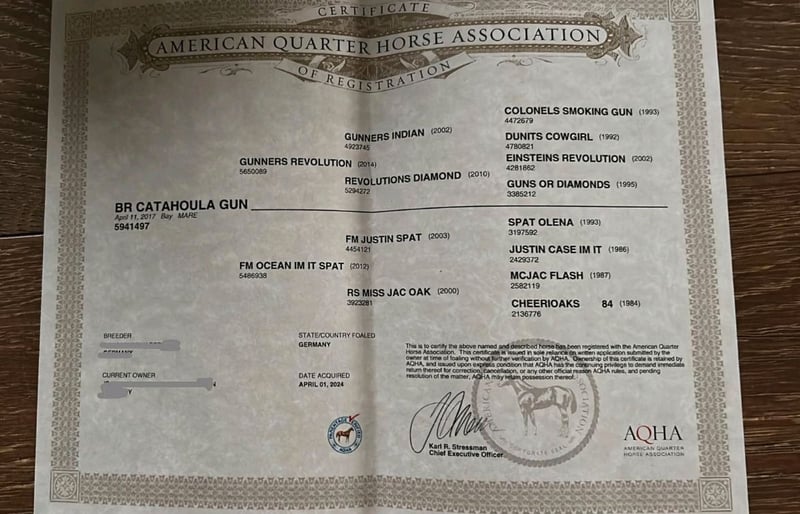 CERTIFICATE
AMERICAN QUARTER HORSE ASSOCIATION
OF REGISTRATION
COLONELS SMOKING GUN (1993)
4472679
GUNNERS INDIAN (2002)
4923745
DUNITS COWGIRL (1992)
4780821
GUNNERS REVOLUTION (2014)
5650089
EINSTEINS REVOLUTION (2002)
4281662
REVOLUTIONS DIAMOND (2010)
5294272
GUNS OR DIAMONDS (1995)
3385212
BR CATAHOULA GUN
April 11, 2017 Bay MARE
5941497
SPAT OLENA (1993)
3197592
FM JUSTIN SPAT (2003)
4454121
JUSTIN CASE IM IT (1986)
2429372
FM OCEAN IM IT SPAT (2012)
5486938
MCJAC FLASH (1987)
2582119
RS MISS JAC OAK (2000)
3923281
CHEERIOAKS 84 (1984)
2136776
BREEDER
GERMANY
STATE/COUNTRY FOALED
GERMANY
CURRENT OWNER
Y
DATE ACQUIRED
APRIL 01, 2024
This is to certify the above named and described horse has been registered with the American Quarter
Horse Association. This certificate is issued in sole reliance on written application submitted by the
owner at time of foaling without further verification by AQHA. Ownership of this certificate is retained by
AQHA, and issued upon express condition that AQHA has the continuing privilege to demand immediate
return thereof for correction, cancellation, or any other official reason AQHA rules, and pending
resolution of the matter, AQHA may retain possession thereof.
PARENTAGE VERIFIED
AQHA
Karl R. Stressman
Chief Executive Officer
CORPORATE SEAL
AQHA
AMERICAN QUARTER
HORSE ASSOCIATION